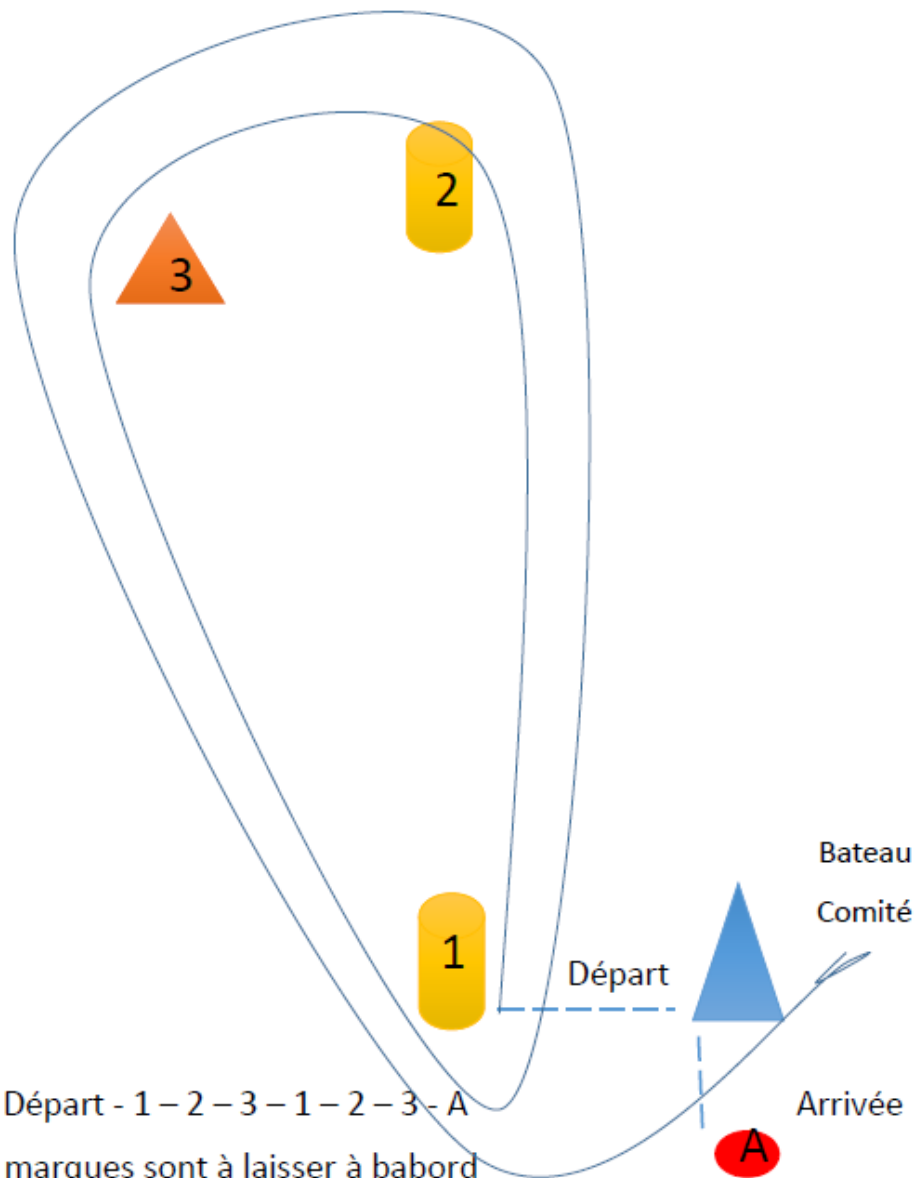 2
3
Bateau
Comité
1
Départ
Départ - 1 – 2 – 3 – 1 – 2 – 3 - A
Arrivée
A
marques sont à laisser à babord